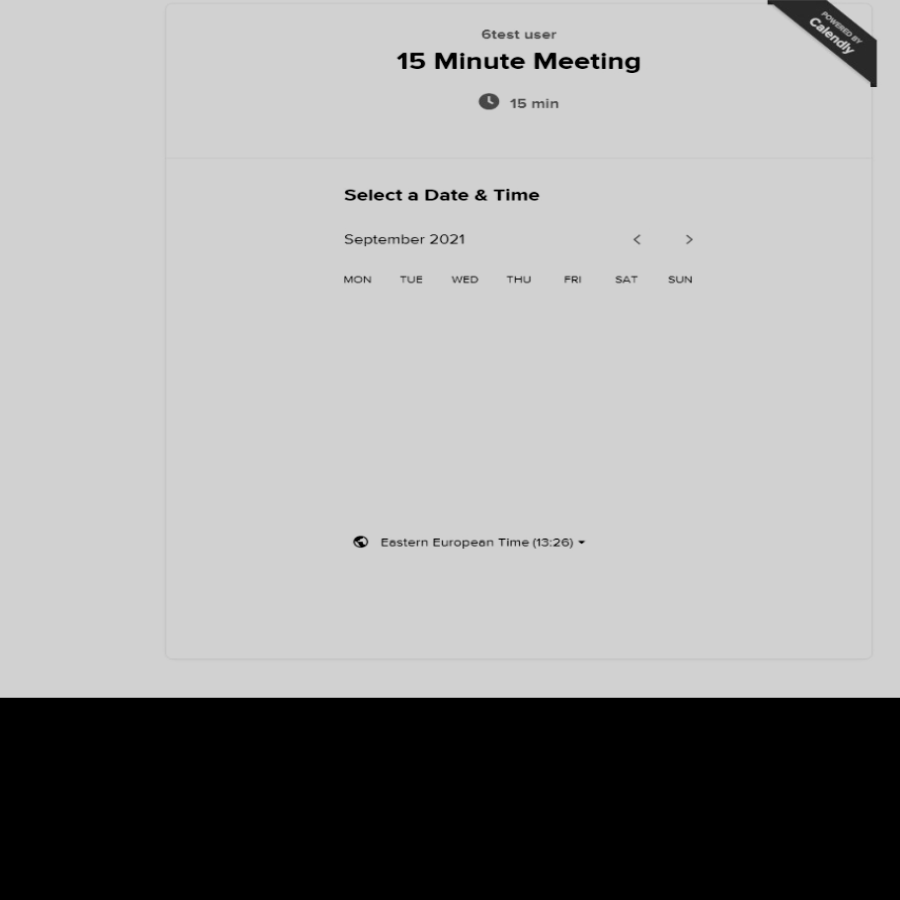 POWERED BY
Calendly
6test user
15 Minute Meeting
15 min
Select a Date & Time
September 2021
MON TUE WED THU FRI SAT SUN
Eastern European Time (13:26)